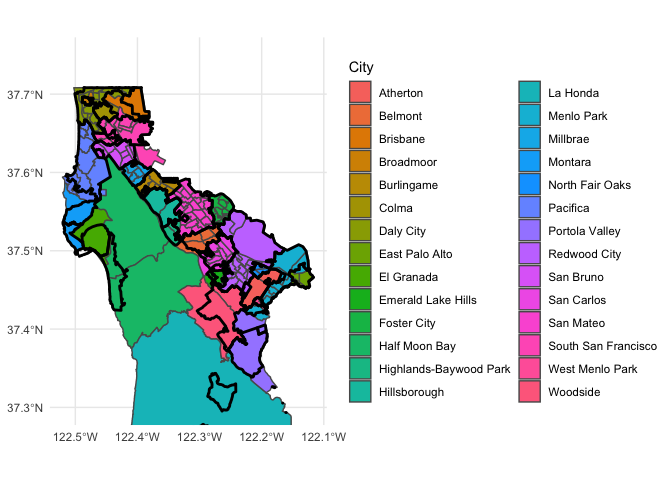 City
37.7°N
37.6°N
37.5°N
37.4°N
37.3°N
122.5°W 122.4°W 122.3°W 122.2°W 122.1°W
Atherton
Belmont
Brisbane
Broadmoor
Burlingame
Colma
Daly City
East Palo Alto
El Granada
Emerald Lake Hills
Foster City
Half Moon Bay
Highlands-Baywood Park
Hillsborough
La Honda
Menlo Park
Millbrae
Montara
North Fair Oaks
Pacifica
Portola Valley
Redwood City
San Bruno
San Carlos
San Mateo
South San Francisco
West Menlo Park
Woodside